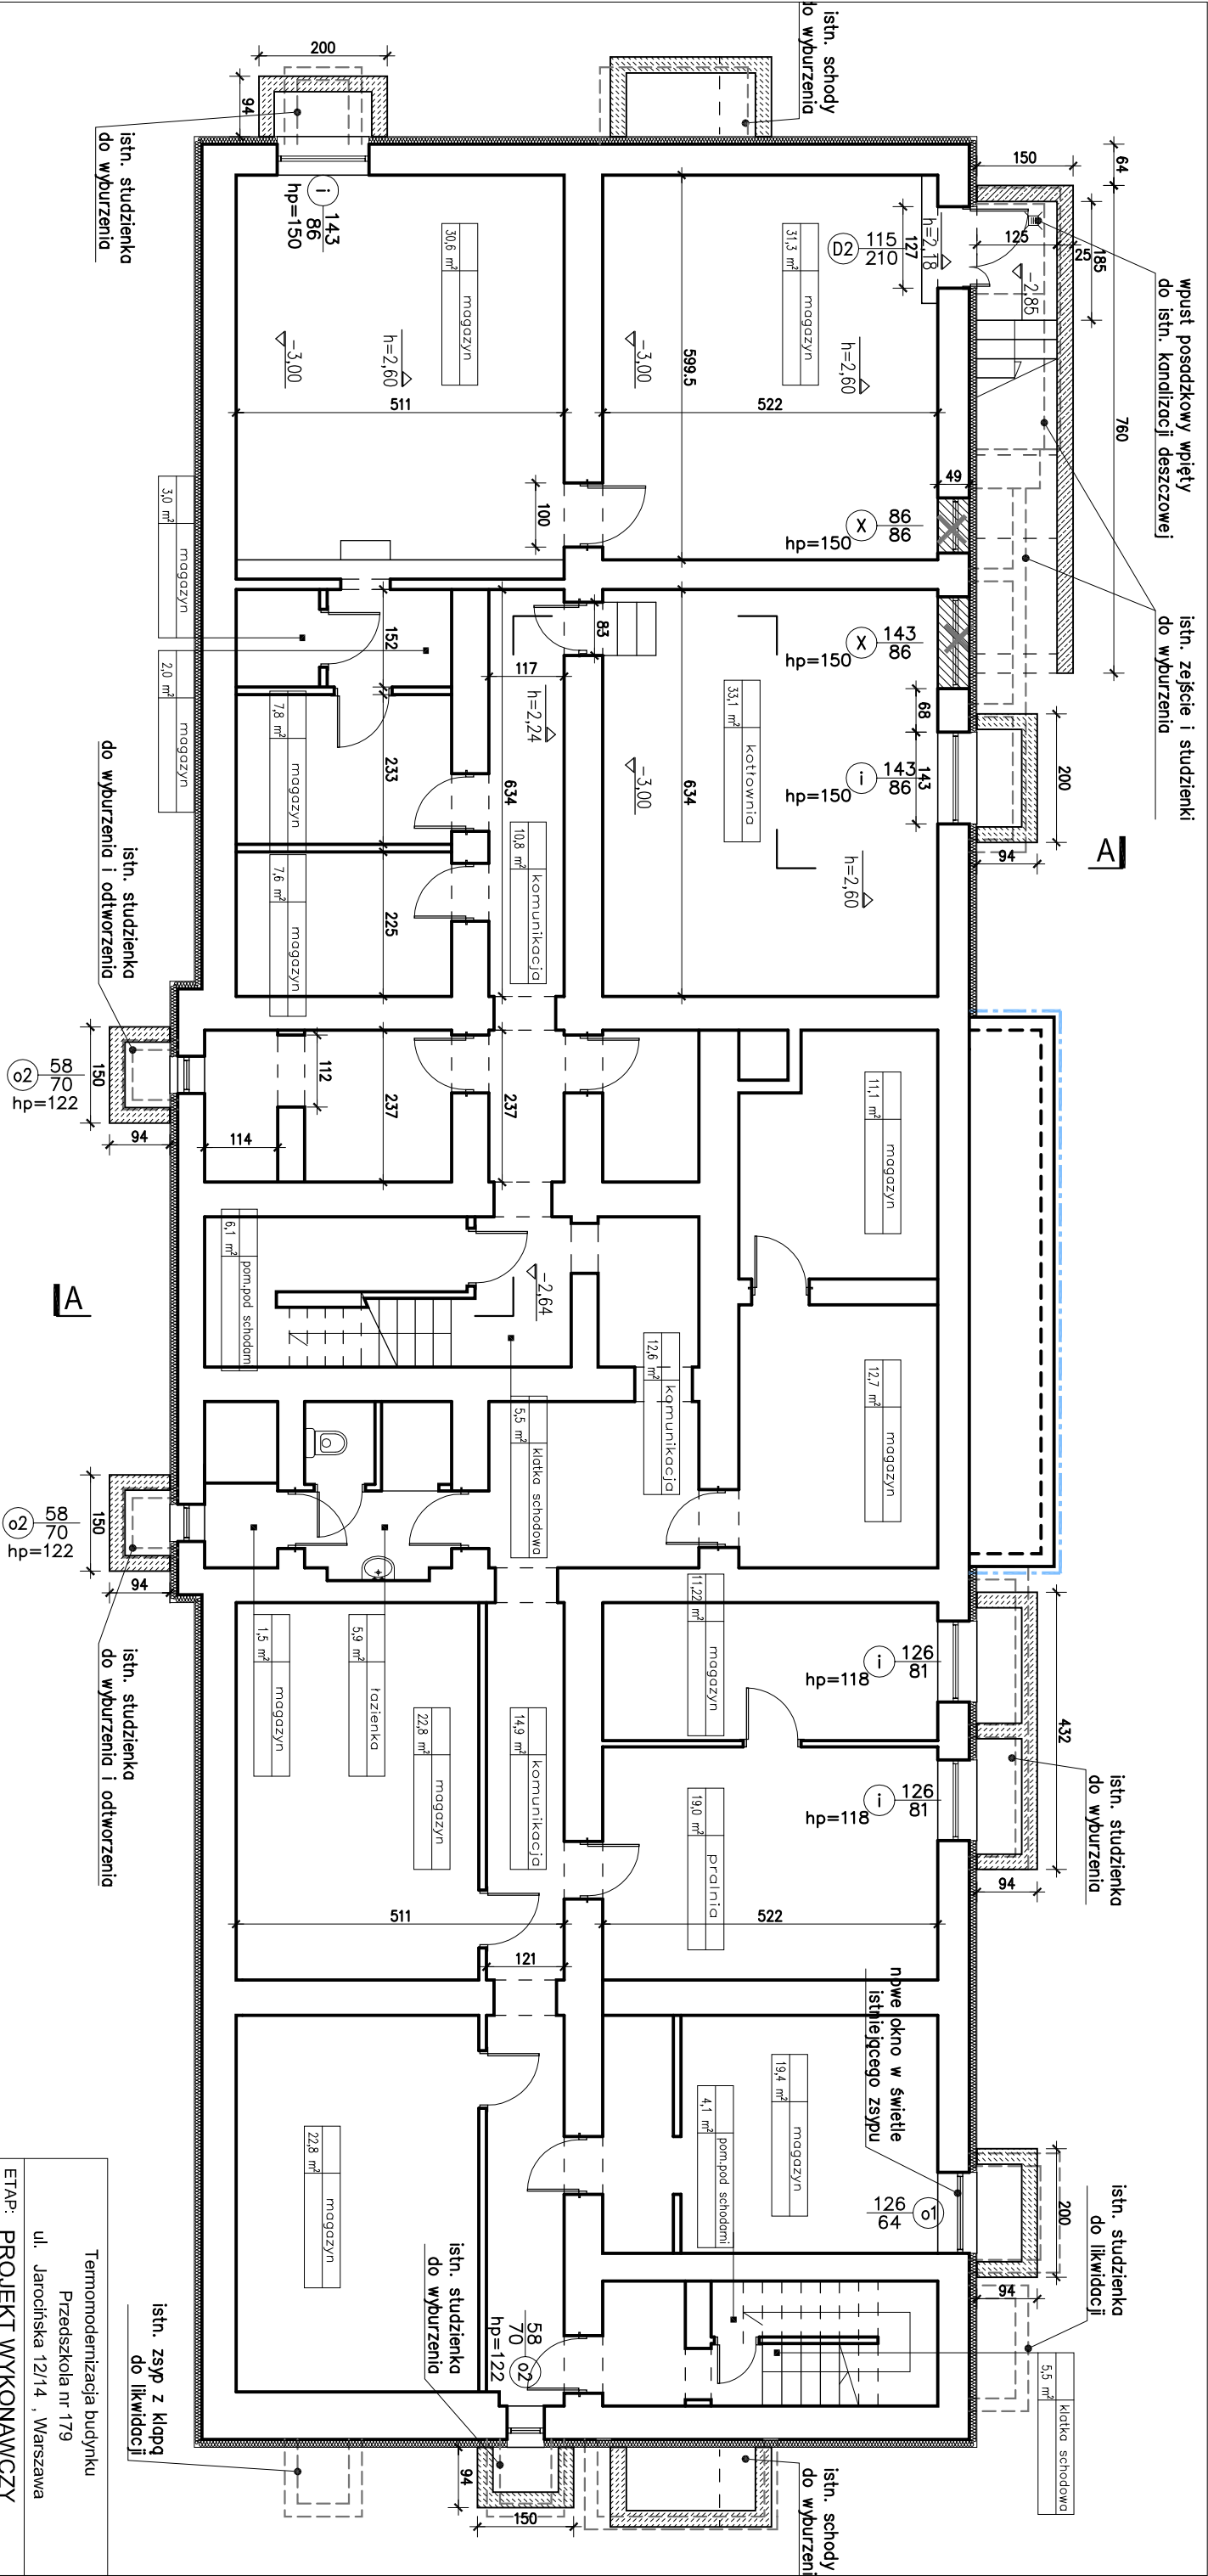 istn. schody
do wyburzenia
200
94
istn. studzienka
do wyburzenia
i
143
86
hp=150
30,6 m²
magazyn
h=2,60
-3,00
511
100
64
150
125
25
185
760
-2,85
h=2,18
127
D2
115
210
31,3 m²
magazyn
h=2,60
-3,00
599.5
522
49
wpust posadzkowy wpięty
do istn. kanalizacji deszczowej
istn. zejście i studzienki
do wyburzenia
X
86
86
hp=150
X
143
86
hp=150
68
i
143
86
hp=150
143
200
94
A
83
117
h=2,24
33,1 m²
kotłownia
-3,00
634
h=2,60
634
10,8 m²
komunikacja
152
3,0 m²
magazyn
2,0 m²
magazyn
7,8 m²
magazyn
233
7,6 m²
magazyn
225
istn. studzienka
do wyburzenia i odtworzenia
o2
58
70
hp=122
150
94
112
114
237
237
11,1 m²
magazyn
12,7 m²
magazyn
6,1 m²
pom.pod schodami
-2,64
A
12,6 m²
komunikacja
5,5 m²
klatka schodowa
o2
58
70
hp=122
150
94
istn. studzienka
do wyburzenia i odtworzenia
1,5 m²
magazyn
5,9 m²
łazienka
22,8 m²
magazyn
14,9 m²
komunikacja
11,22 m²
magazyn
i
126
81
hp=118
i
126
81
hp=118
19,0 m²
pralnia
432
94
istn. studzienka
do wyburzenia
511
121
522
nowe okno w świetle
istniejącego zsypu
19,4 m²
magazyn
4,1 m²
pom.pod schodami
126
64
o1
200
94
istn. studzienka
do likwidacji
5,5 m²
klatka schodowa
22,8 m²
magazyn
istn. studzienka
do wyburzenia
58
70
hp=122
o2
94
150
istn. schody
do wyburzeni
istn. zsyp z klapą
do likwidacji
Termomodernizacja budynku
Przedszkola nr 179
ul. Jarocińska 12/14 , Warszawa
ETAP: PROJEKT WYKONAWCZY